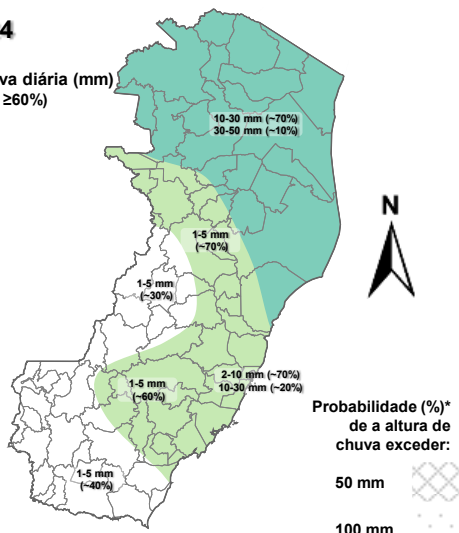 4
va diária (mm)
≥60%)
10-30 mm (~70%)
30-50 mm (~10%)
N
1-5 mm
(~70%)
1-5 mm
(~30%)
2-10 mm (~70%)
10-30 mm (~20%)
1-5 mm
(~60%)
1-5 mm
(~40%)
Probabilidade (%)*
de a altura de
chuva exceder:
50 mm
100 mm